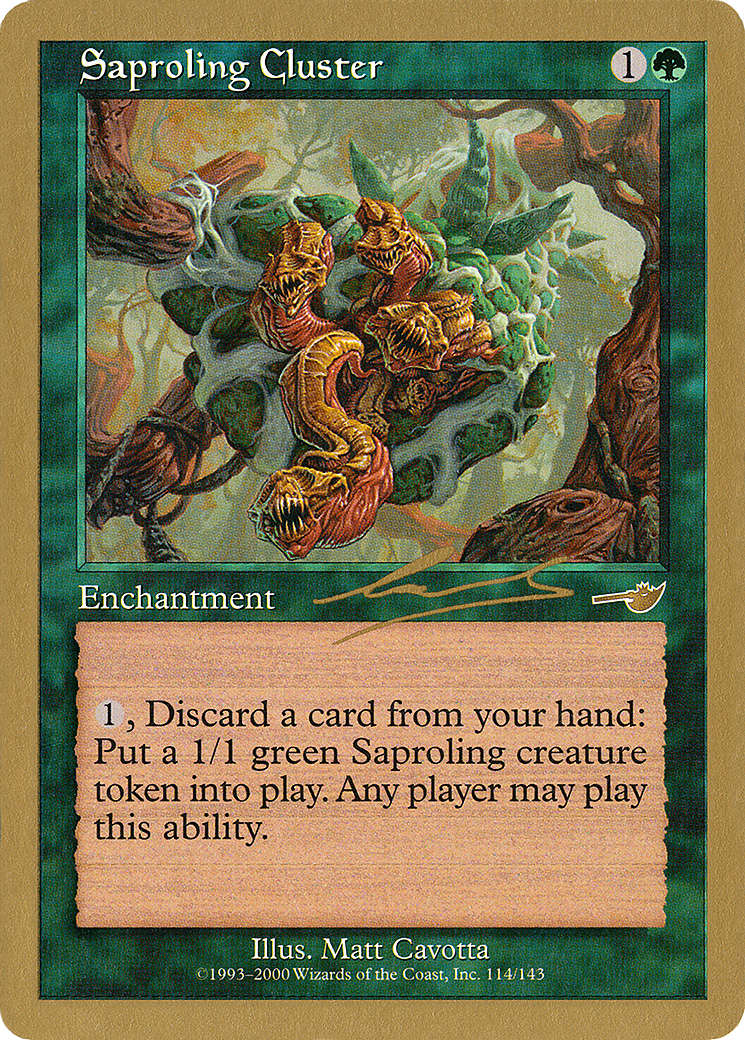 Saproling Cluster 1
Enchantment
1, Discard a card from your hand:
Put a 1/1 green Saproling creature
token into play. Any player may play
this ability.
Illus. Matt Cavotta
©1993–2000 Wizards of the Coast, Inc. 114/143